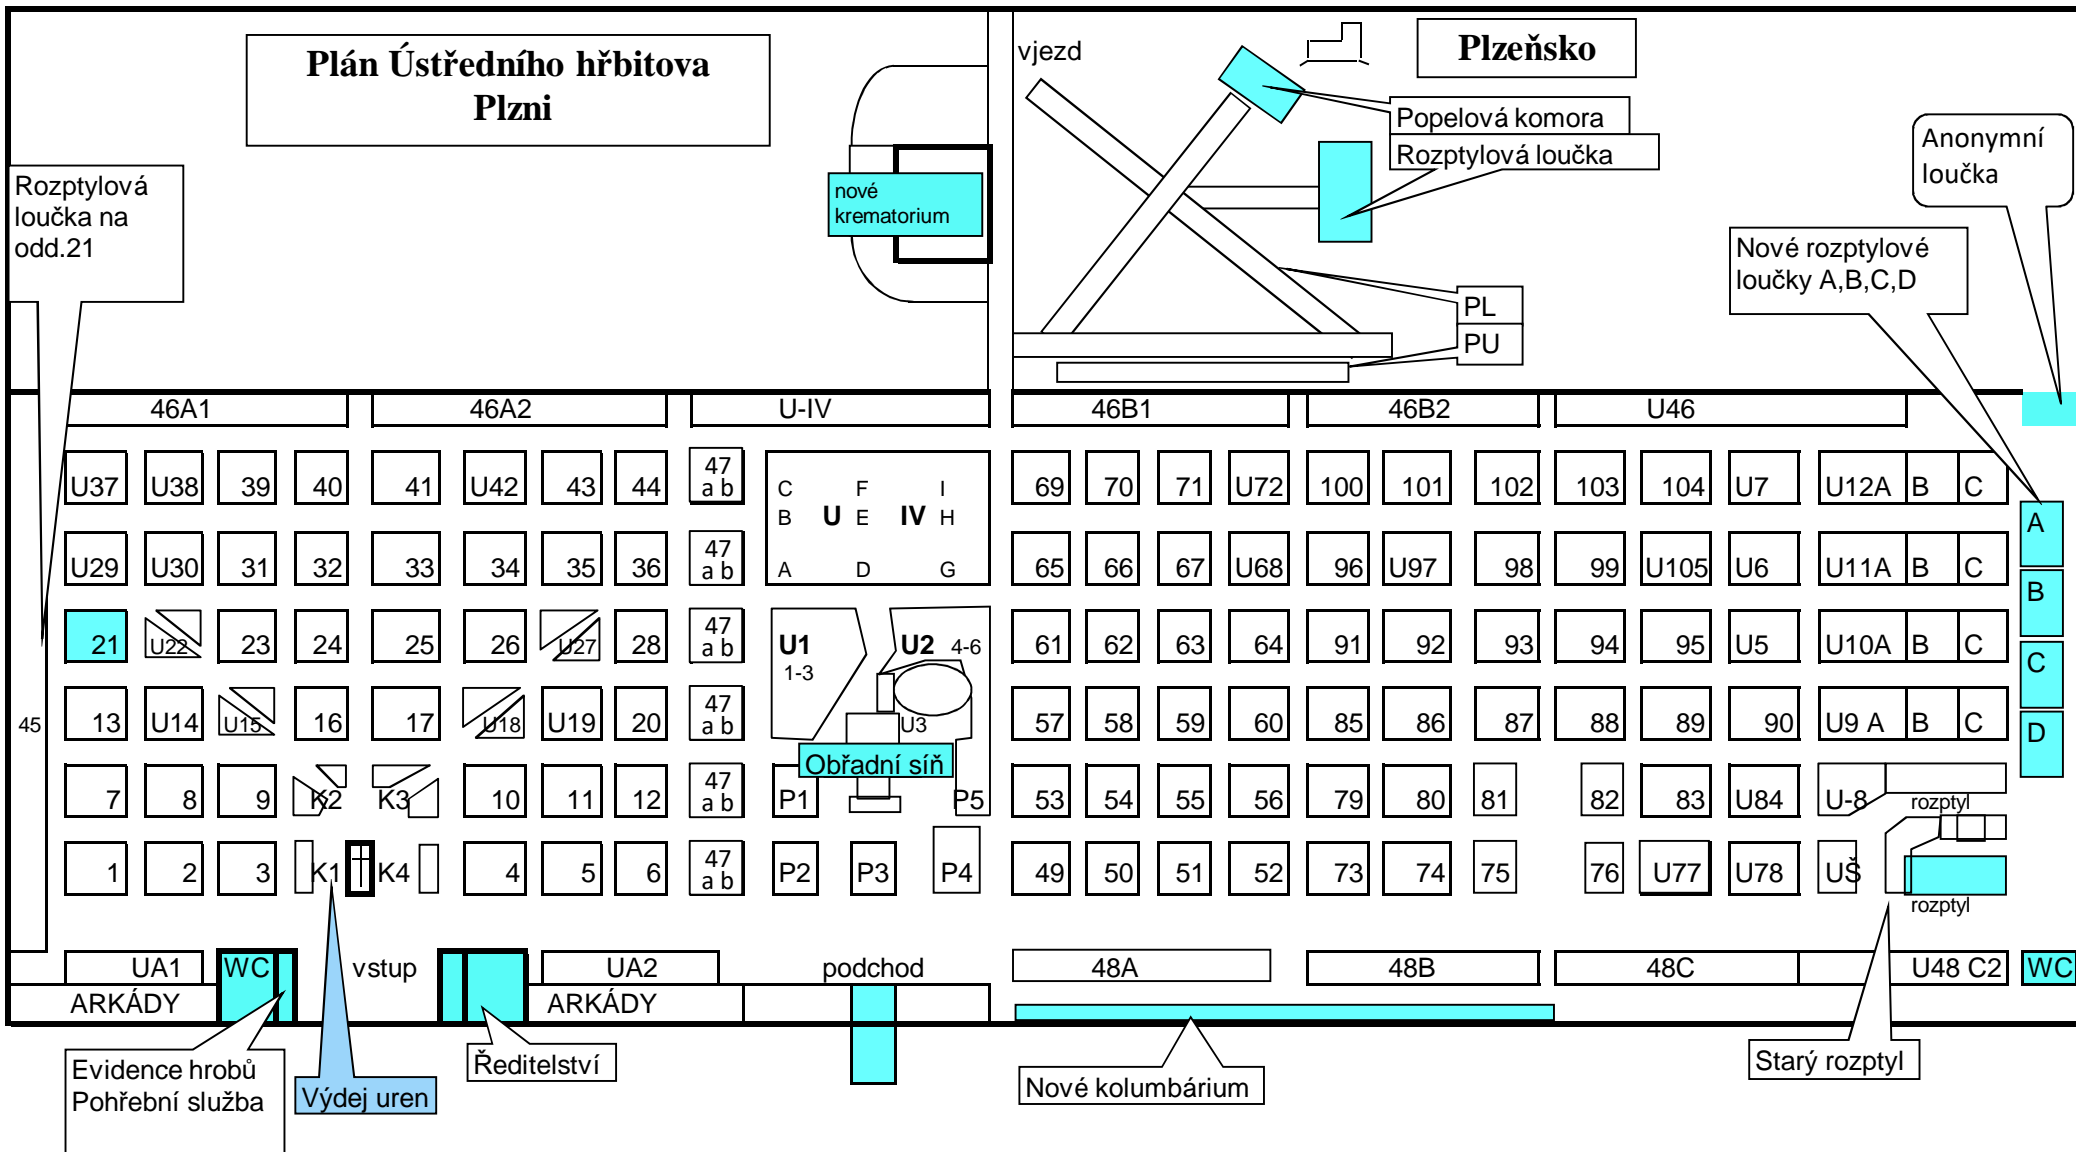 Plán Ústředního hřbitova
Plzni
vjezd
Plzeňsko
Popelová komora
Rozptylová loučka
Anonymní
loučka
Rozptylová
loučka na
odd.21
nové
krematorium
Nové rozptylové
loučky A,B,C,D
PL
PU
46A1 46A2 U-IV 46B1 46B2 U46
U37 U38 39 40 41 U42 43 44 47 a b C F I 69 70 71 U72 100 101 102 103 104 U7 U12A B C
B U E IV H
A
U29 U30 31 32 33 34 35 36 47 a b A D G 65 66 67 U68 96 U97 98 99 U105 U6 U11A B C
B
21 U22 23 24 25 26 U27 28 47 a b U1 U2 4-6 61 62 63 64 91 92 93 94 95 U5 U10A B C
1-3
C
45 13 U14 U15 16 17 U18 U19 20 47 a b U3 57 58 59 60 85 86 87 88 89 90 U9 A B C
D
Obřadní síň
7 8 9 K2 K3 10 11 12 47 a b P1 P5 53 54 55 56 79 80 81 82 83 U84 U-8 rozptyl
1 2 3 K1 K4 4 5 6 47 a b P2 P3 P4 49 50 51 52 73 74 75 76 U77 U78 UŠ
rozptyl
UA1 WC vstup UA2 podchod 48A 48B 48C U48 C2 WC
ARKÁDY ARKÁDY
Evidence hrobů
Pohřební služba
Výdej uren
Ředitelství
Nové kolumbárium
Starý rozptyl